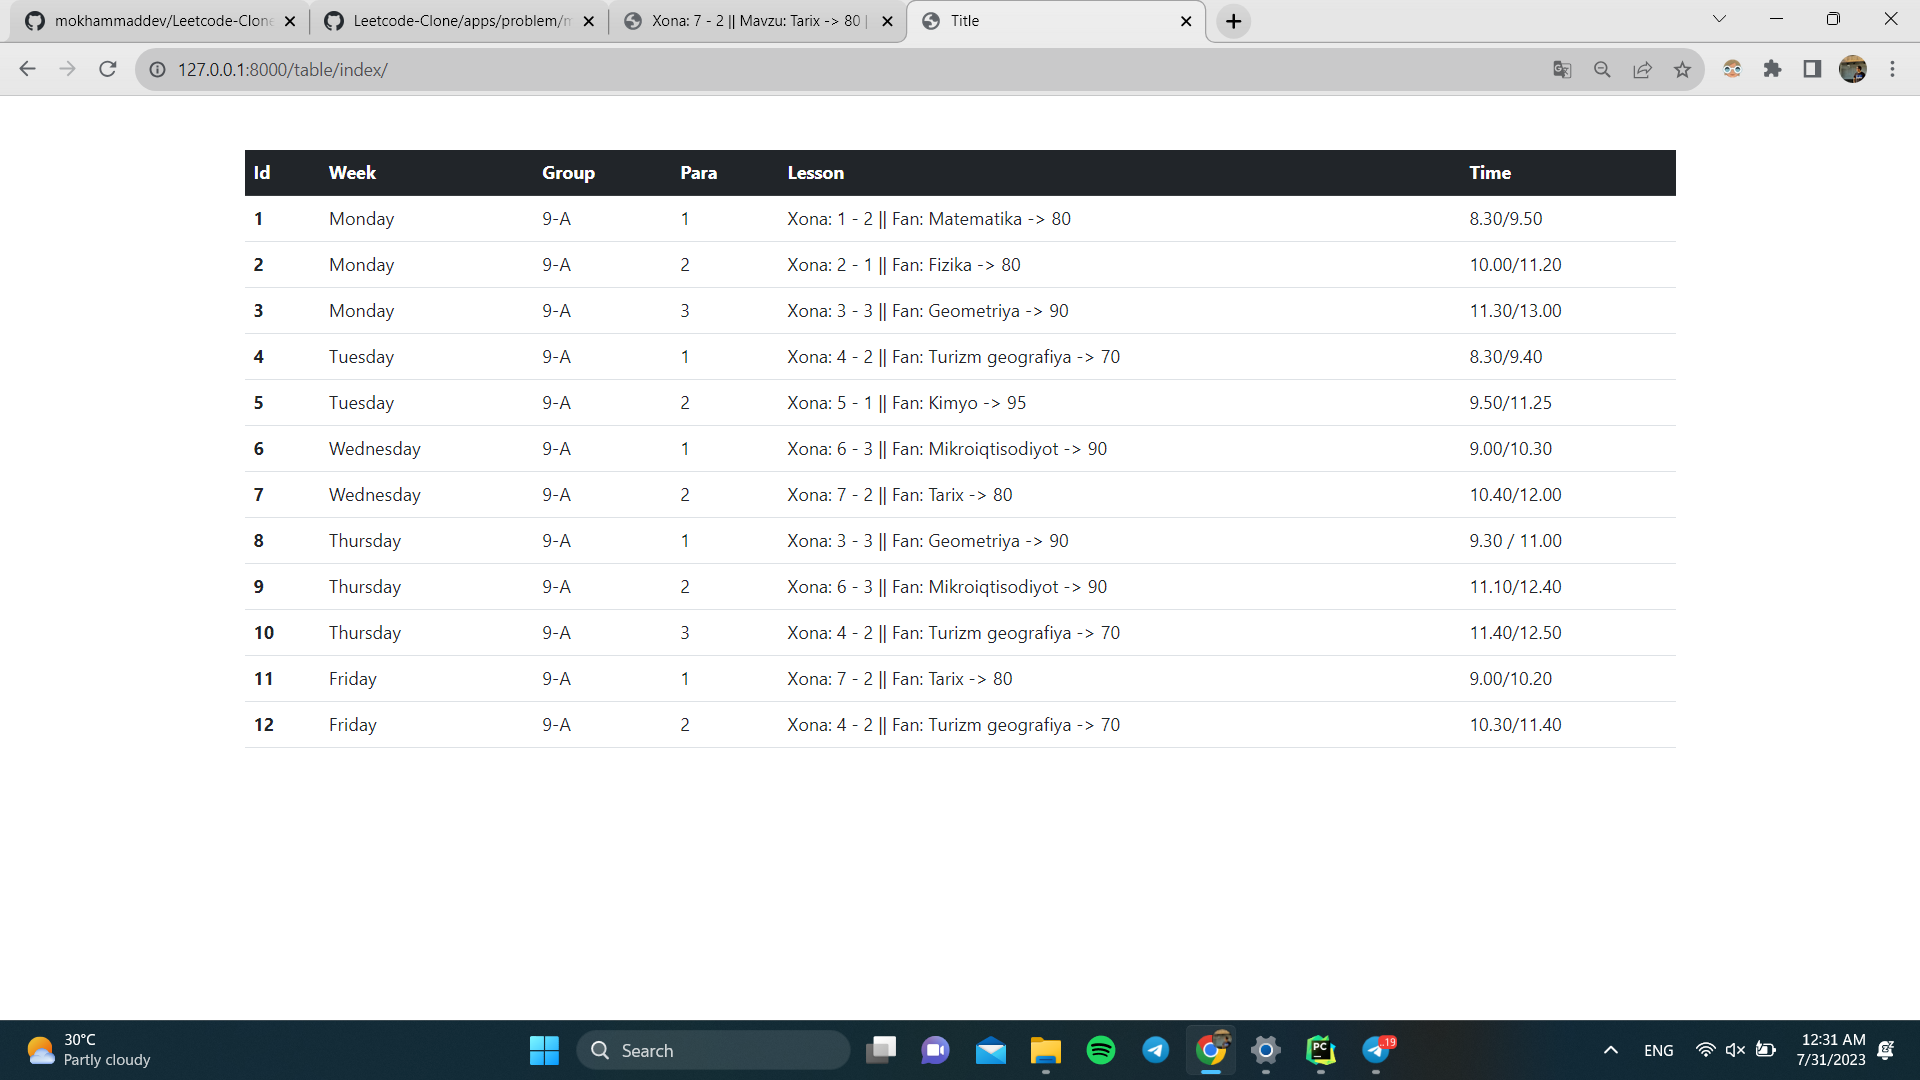 mokhammaddev/Leetcode-Clone
Leetcode-Clone/apps/problem/m
Xona: 7 - 2 || Mavzu: Tarix -> 80 |
Title
127.0.0.1:8000/table/index/
Id Week Group Para Lesson Time
1 Monday 9-A 1 Xona: 1 - 2 || Fan: Matematika -> 80 8.30/9.50
2 Monday 9-A 2 Xona: 2 - 1 || Fan: Fizika -> 80 10.00/11.20
3 Monday 9-A 3 Xona: 3 - 3 || Fan: Geometriya -> 90 11.30/13.00
4 Tuesday 9-A 1 Xona: 4 - 2 || Fan: Turizm geografiya -> 70 8.30/9.40
5 Tuesday 9-A 2 Xona: 5 - 1 || Fan: Kimyo -> 95 9.50/11.25
6 Wednesday 9-A 1 Xona: 6 - 3 || Fan: Mikroiqtisodiyot -> 90 9.00/10.30
7 Wednesday 9-A 2 Xona: 7 - 2 || Fan: Tarix -> 80 10.40/12.00
8 Thursday 9-A 1 Xona: 3 - 3 || Fan: Geometriya -> 90 9.30 / 11.00
9 Thursday 9-A 2 Xona: 6 - 3 || Fan: Mikroiqtisodiyot -> 90 11.10/12.40
10 Thursday 9-A 3 Xona: 4 - 2 || Fan: Turizm geografiya -> 70 11.40/12.50
11 Friday 9-A 1 Xona: 7 - 2 || Fan: Tarix -> 80 9.00/10.20
12 Friday 9-A 2 Xona: 4 - 2 || Fan: Turizm geografiya -> 70 10.30/11.40
30°C
Partly cloudy
Search
PC
..19
ENG
12:31 AM
7/31/2023